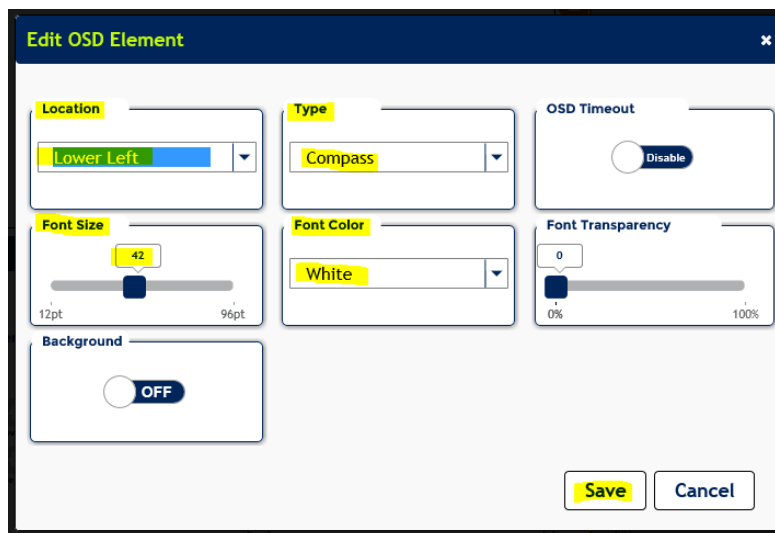 Edit OSD Element ×
Location
Type
OSD Timeout
Lower Left
Compass
Disable
Font Size
Font Color
Font Transparency
42
White
0
12pt
96pt
0%
100%
Background
OFF
Save
Cancel